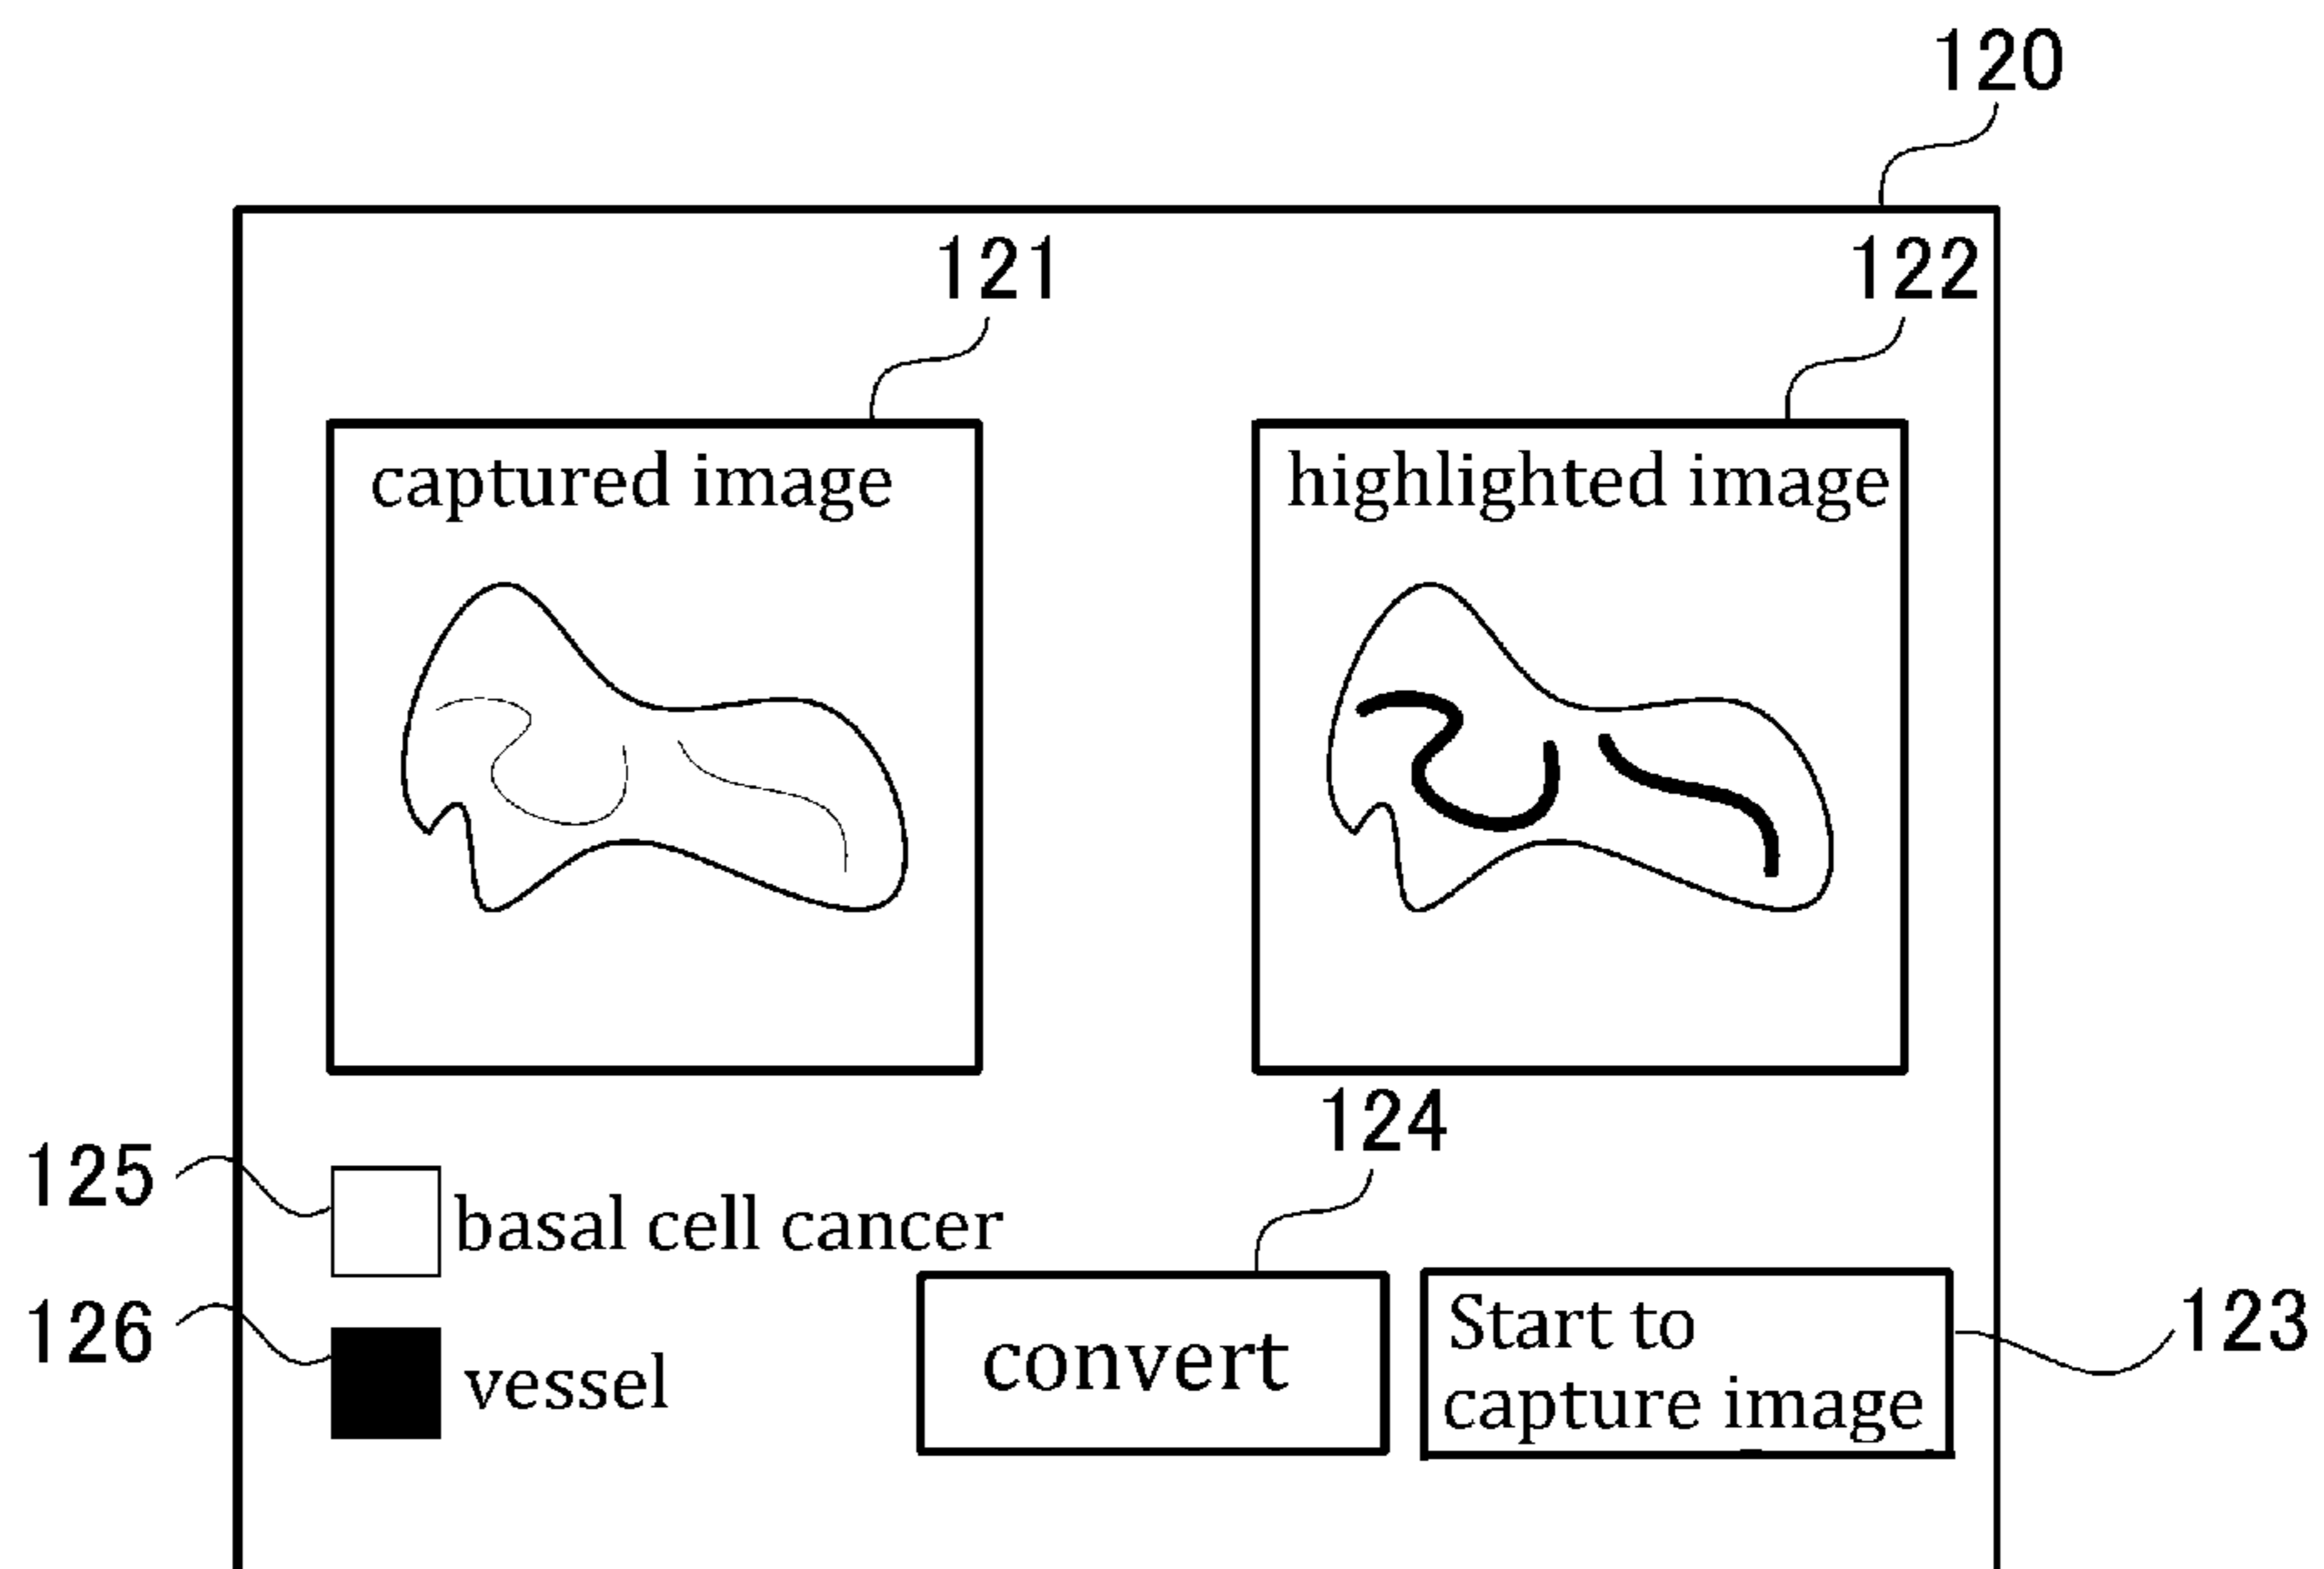 120
121
122
captured image
highlighted image
124
125
basal cell cancer
126
vessel
convert
Start to
capture image
123